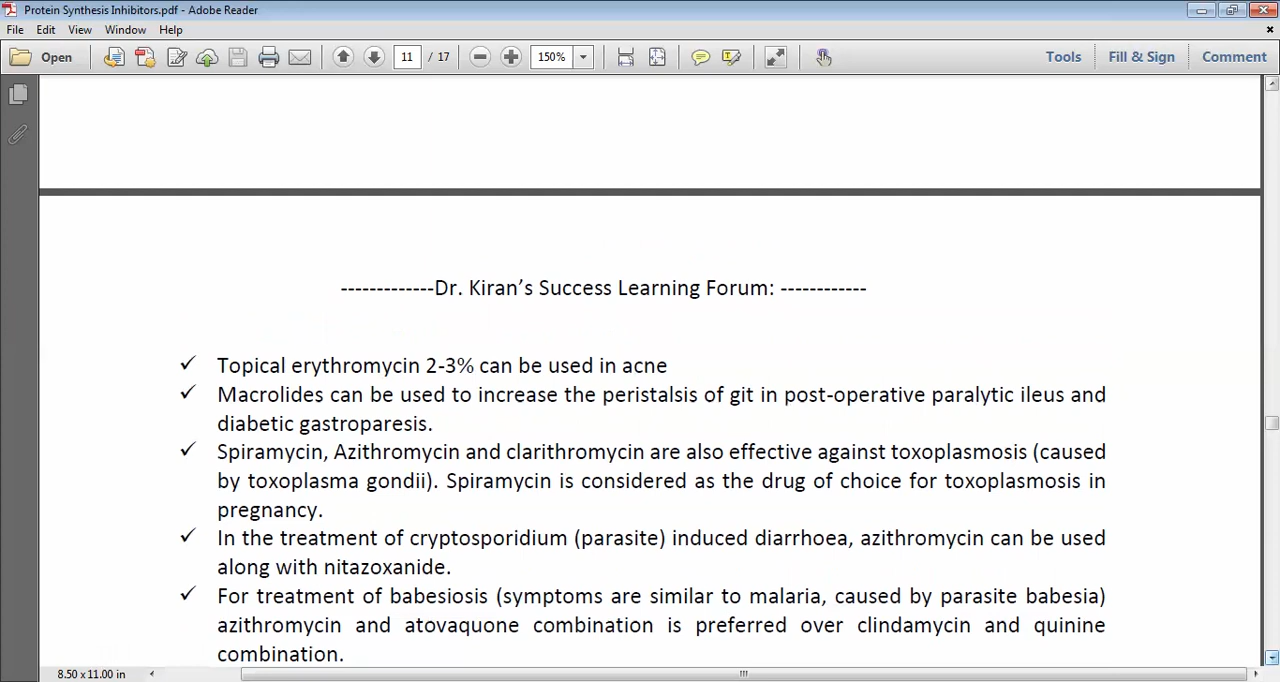 Protein Synthesis Inhibitors.pdf - Adobe Reader
File Edit View Window Help
Open 11 / 17 150% Tools Fill & Sign Comment
-------------Dr. Kiran’s Success Learning Forum: ------------
✓ Topical erythromycin 2-3% can be used in acne
✓ Macrolides can be used to increase the peristalsis of git in post-operative paralytic ileus and
diabetic gastroparesis.
✓ Spiramycin, Azithromycin and clarithromycin are also effective against toxoplasmosis (caused
by toxoplasma gondii). Spiramycin is considered as the drug of choice for toxoplasmosis in
pregnancy.
✓ In the treatment of cryptosporidium (parasite) induced diarrhoea, azithromycin can be used
along with nitazoxanide.
✓ For treatment of babesiosis (symptoms are similar to malaria, caused by parasite babesia)
azithromycin and atovaquone combination is preferred over clindamycin and quinine
combination.
8.50 x 11.00 in